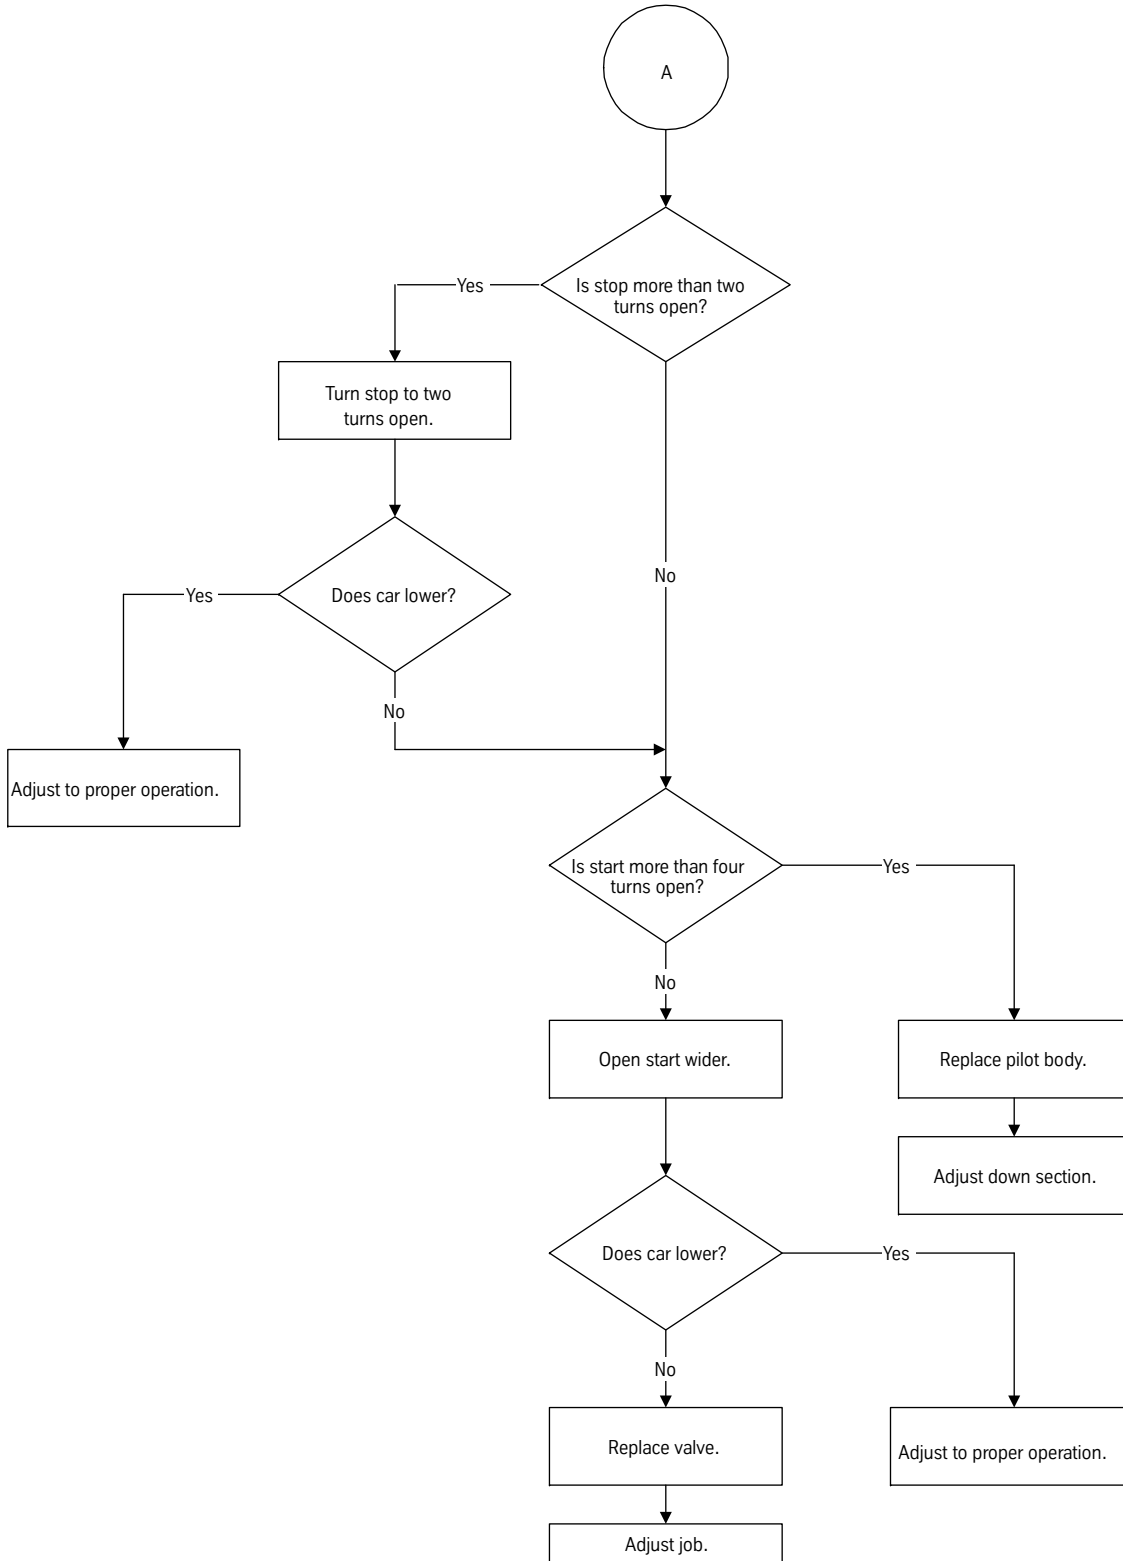 A
Is stop more than two
turns open?
Yes
Turn stop to two
turns open.
No
Does car lower?
Yes
No
Adjust to proper operation.
Is start more than four
turns open?
Yes
No
Open start wider.
Replace pilot body.
Adjust down section.
Does car lower?
Yes
No
Replace valve.
Adjust to proper operation.
Adjust job.